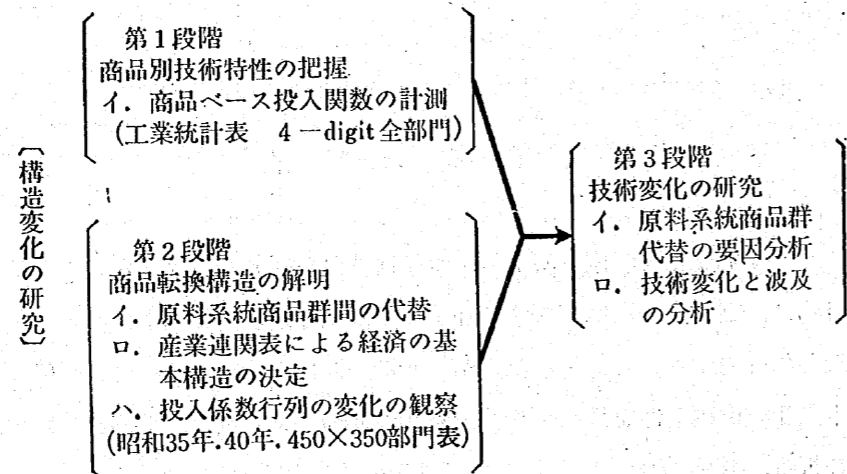 〔構造変化の研究〕
第1段階
商品別技術特性の把握
イ．商品ベース投入関数の計測
(工業統計表　4―digit全部門)
第2段階
商品転換構造の解明
イ．原料系統商品群間の代替
ロ．産業連関表による経済の基
本構造の決定
ハ．投入係数行列の変化の観察
(昭和35年.40年.450×350部門表)
第3段階
技術変化の研究
イ．原料系統商品群
代替の要因分析
ロ．技術変化と波及
の分析